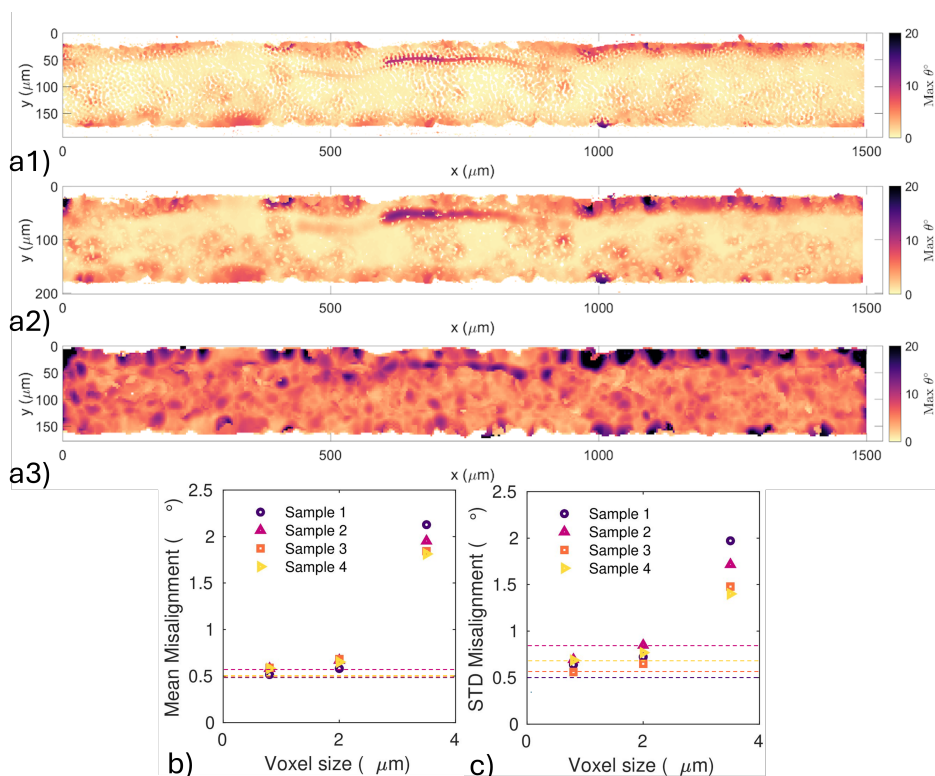 0
50
100
150
y (μm)
0
500
1000
1500
x (μm)
20
10
0
Max θ°
a1)
0
100
200
y (μm)
0
500
1000
1500
x (μm)
20
10
0
Max θ°
a2)
0
50
100
150
y (μm)
0
500
1000
1500
x (μm)
20
10
0
Max θ°
a3)
2.5
2
1.5
1
0.5
0
Mean Misalignment ( °)
Sample 1
Sample 2
Sample 3
Sample 4
0
2
4
Voxel size ( μm)
b)
2.5
2
1.5
1
0.5
0
STD Misalignment ( °)
Sample 1
Sample 2
Sample 3
Sample 4
0
2
4
Voxel size ( μm)
c)